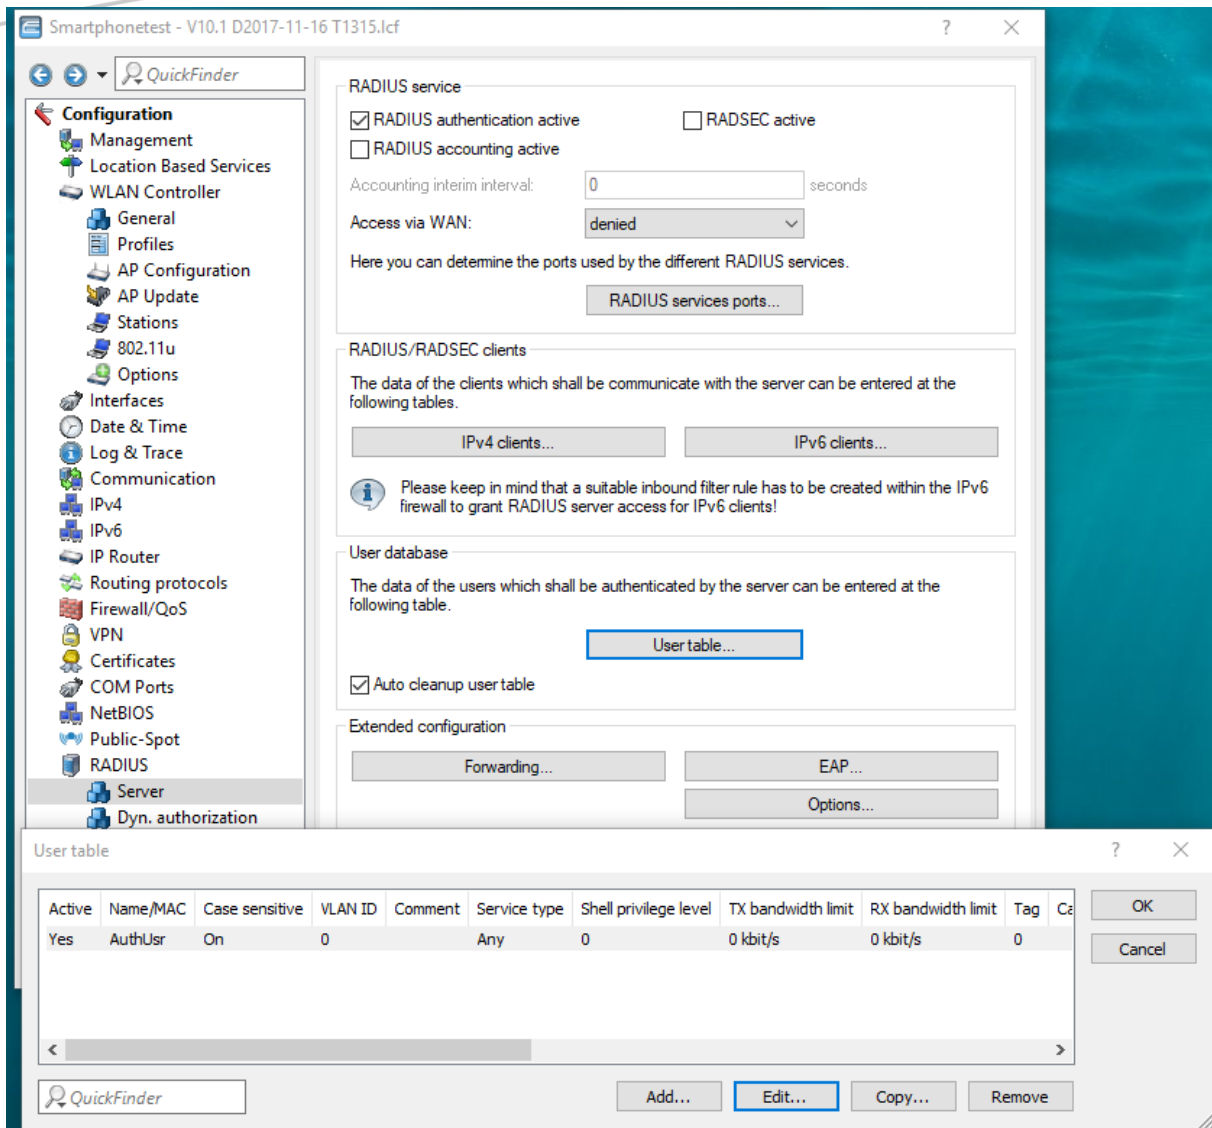 Smartphonetest - V10.1 D2017-11-16 T1315.lcf
QuickFinder
Configuration
Management
Location Based Services
WLAN Controller
General
Profiles
AP Configuration
AP Update
Stations
802.11u
Options
Interfaces
Date & Time
Log & Trace
Communication
IPv4
IPv6
IP Router
Routing protocols
Firewall/QoS
VPN
Certificates
COM Ports
NetBIOS
Public-Spot
RADIUS
Server
Dyn. authorization
RADIUS service
RADIUS authentication active
RADSEC active
RADIUS accounting active
Accounting interim interval: 0 seconds
Access via WAN: denied
Here you can determine the ports used by the different RADIUS services.
RADIUS services ports...
RADIUS/RADSEC clients
The data of the clients which shall be communicate with the server can be entered at the
following tables.
IPv4 clients... IPv6 clients...
Please keep in mind that a suitable inbound filter rule has to be created within the IPv6
firewall to grant RADIUS server access for IPv6 clients!
User database
The data of the users which shall be authenticated by the server can be entered at the
following table.
User table...
Auto cleanup user table
Extended configuration
Forwarding... EAP...
Options...
User table
Active Name/MAC Case sensitive VLAN ID Comment Service type Shell privilege level TX bandwidth limit RX bandwidth limit Tag Ca
Yes AuthUsr On 0 Any 0 0 kbit/s 0 kbit/s 0
OK
Cancel
QuickFinder
Add... Edit... Copy... Remove